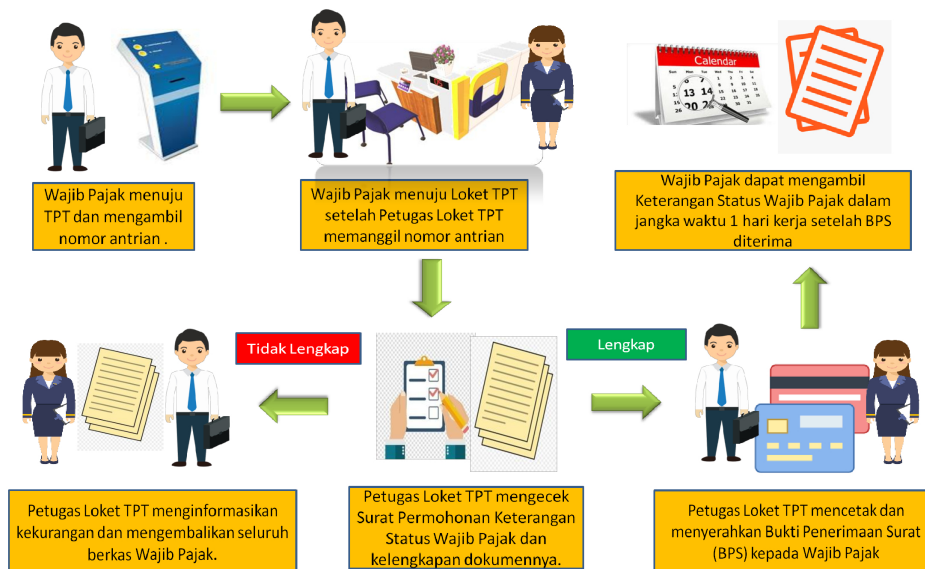 Wajib Pajak menuju
TPT dan mengambil
nomor antrian .
Wajib Pajak menuju Loket TPT
setelah Petugas Loket TPT
memanggil nomor antrian
Calendar
13 14
Wajib Pajak dapat mengambil
Keterangan Status Wajib Pajak dalam
jangka waktu 1 hari kerja setelah BPS
diterima
Tidak Lengkap
Lengkap
Petugas Loket TPT menginformasikan
kekurangan dan mengembalikan seluruh
berkas Wajib Pajak.
Petugas Loket TPT mengecek
Surat Permohonan Keterangan
Status Wajib Pajak dan
kelengkapan dokumennya.
Petugas Loket TPT mencetak dan
menyerahkan Bukti Penerimaan Surat
(BPS) kepada Wajib Pajak